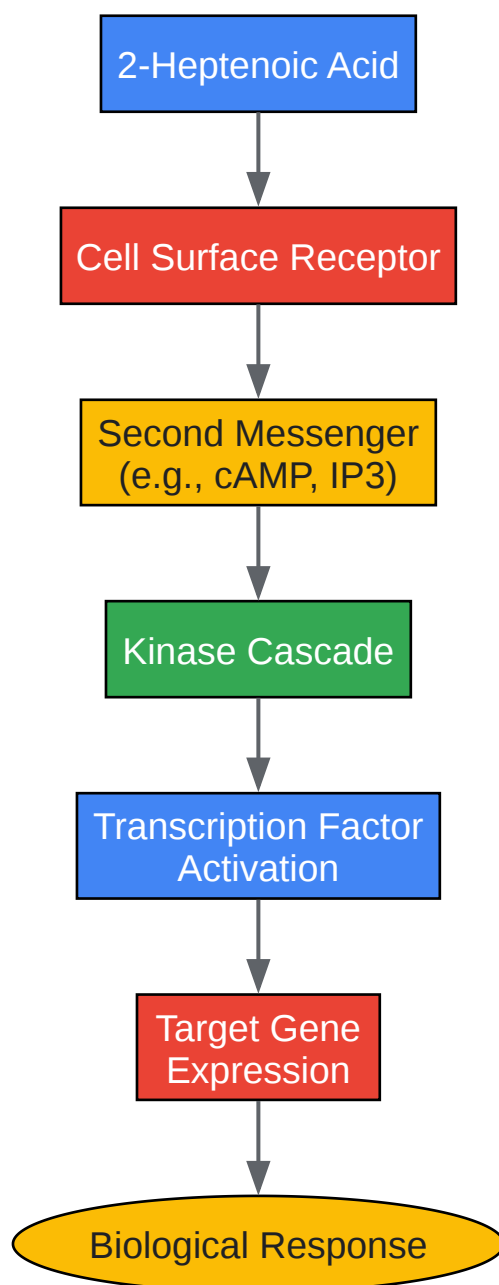 2-Heptenoic Acid
Cell Surface Receptor
Second Messenger
(e.g., cAMP, IP3)
Kinase Cascade
Transcription Factor
Activation
Target Gene
Expression
Biological Response